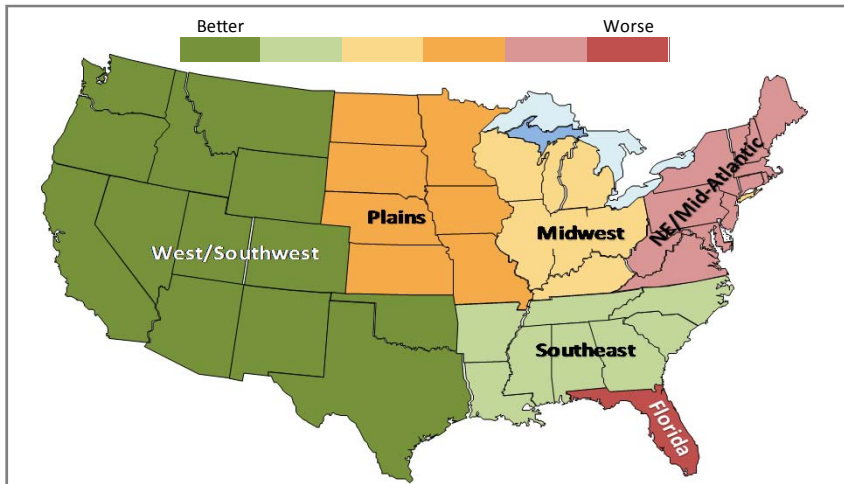 Better
Worse
Plains
NE/Mid-Atlantic
Midwest
West/Southwest
Southeast
Florida